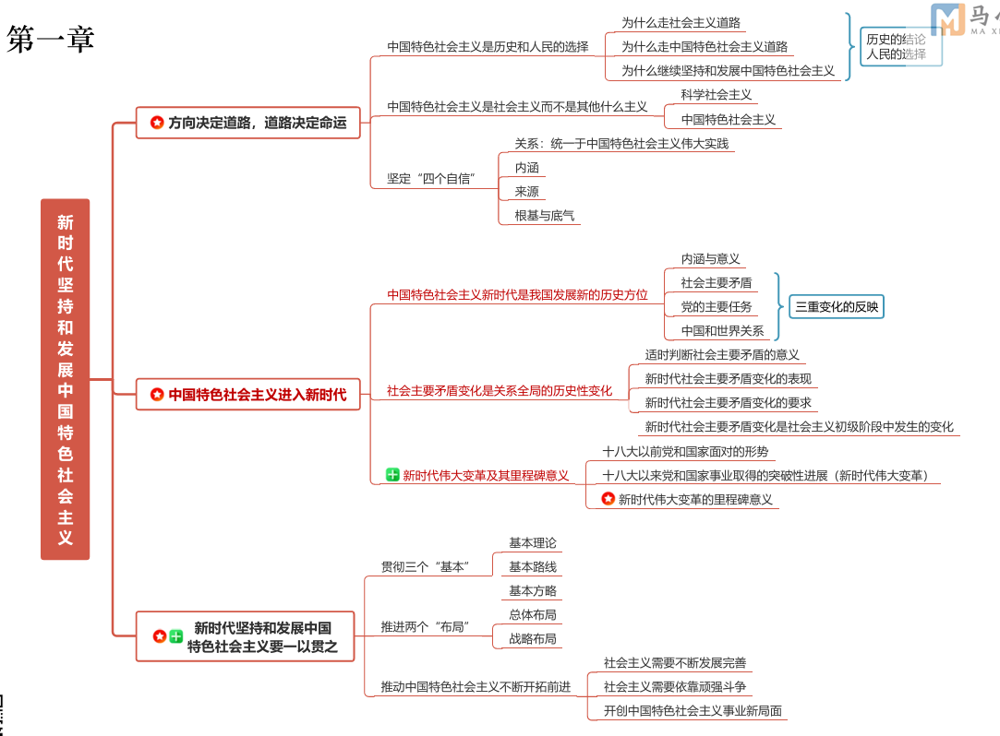 第一章
马
MA X
新时代坚持和发展中国特色社会主义
方向决定道路，道路决定命运
中国特色社会主义是历史和人民的选择
为什么走社会主义道路
为什么走中国特色社会主义道路
为什么继续坚持和发展中国特色社会主义
历史的结论
人民的选择
中国特色社会主义是社会主义而不是其他什么主义
科学社会主义
中国特色社会主义
坚定“四个自信”
关系：统一于中国特色社会主义伟大实践
内涵
来源
根基与底气
中国特色社会主义进入新时代
中国特色社会主义新时代是我国发展新的历史方位
内涵与意义
社会主要矛盾
党的主要任务
中国和世界关系
三重变化的反映
社会主要矛盾变化是关系全局的历史性变化
适时判断社会主要矛盾的意义
新时代社会主要矛盾变化的表现
新时代社会主要矛盾变化的要求
新时代社会主要矛盾变化是社会主义初级阶段中发生的变化
新时代伟大变革及其里程碑意义
十八大以前党和国家面对的形势
十八大以来党和国家事业取得的突破性进展（新时代伟大变革）
新时代伟大变革的里程碑意义
新时代坚持和发展中国
特色社会主义要一以贯之
贯彻三个“基本”
基本理论
基本路线
基本方略
推进两个“布局”
总体布局
战略布局
推动中国特色社会主义不断开拓前进
社会主义需要不断发展完善
社会主义需要依靠顽强斗争
开创中国特色社会主义事业新局面